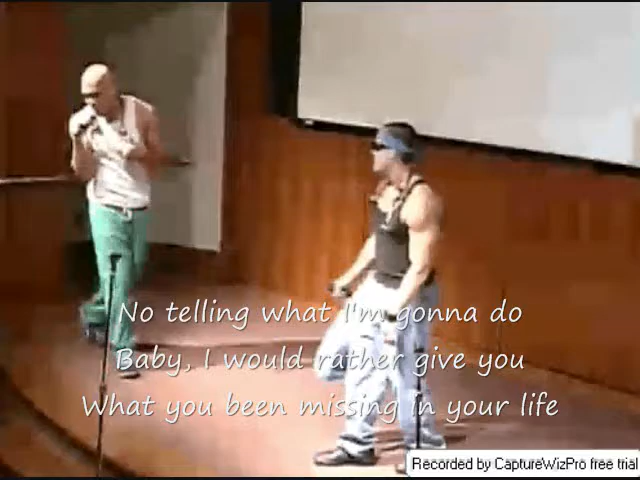 No telling what I'm gonna do
Baby, I would rather give you
What you been missing in your life
Recorded by CaptureWizPro free trial